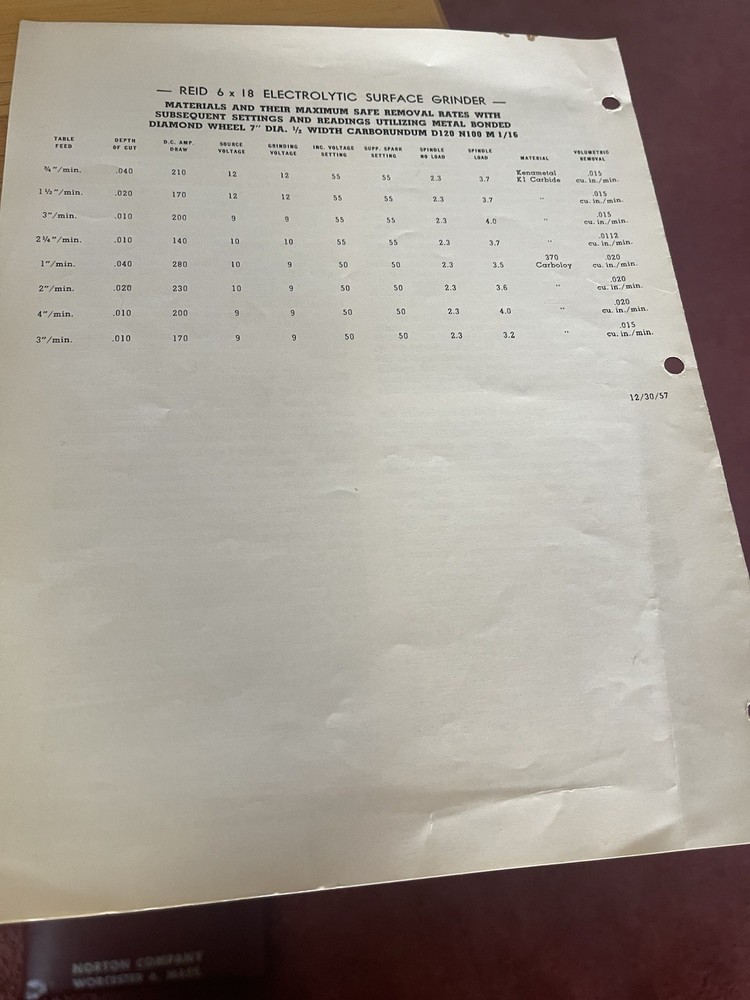 — REID 6 x 18 ELECTROLYTIC SURFACE GRINDER —
MATERIALS AND THEIR MAXIMUM SAFE REMOVAL RATES WITH
SUBSEQUENT SETTINGS AND READINGS UTILIZING METAL BONDED
DIAMOND WHEEL 7″ DIA. ½ WIDTH CARBORUNDUM D120 N100 M 1/16
TABLE FEED DEPTH OF CUT D.C. AMP. DRAW SOURCE VOLTAGE GRINDING VOLTAGE INC. VOLTAGE SETTING SUPP. SPARK SETTING SPINDLE NO LOAD SPINDLE LOAD MATERIAL VOLUMETRIC REMOVAL
¾″/min. .040 210 12 12 55 55 2.3 3.7 Kenametal K1 Carbide .015 cu. in./min.
1½″/min. .020 170 12 12 55 55 2.3 3.7 ″ .015 cu. in./min.
3″/min. .010 200 9 9 55 55 2.3 4.0 ″ .015 cu. in./min.
2¼″/min. .010 140 10 10 55 55 2.3 3.7 ″ .0112 cu. in./min.
1″/min. .040 280 10 9 50 50 2.3 3.5 370 Carboloy .020 cu. in./min.
2″/min. .020 230 10 9 50 50 2.3 3.6 ″ .020 cu. in./min.
4″/min. .010 200 9 9 50 50 2.3 4.0 ″ .020 cu. in./min.
3″/min. .010 170 9 9 50 50 2.3 3.2 ″ .015 cu. in./min.
12/30/57
NORTON COMPANY
WORCESTER 6, MASS.